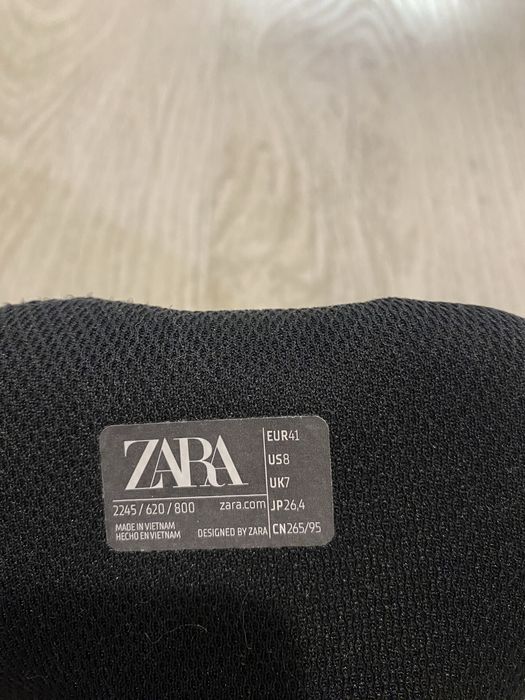 ZARA
2245 / 620 / 800 zara.com
MADE IN VIETNAM
HECHO EN VIETNAM DESIGNED BY ZARA
EUR41
US8
UK7
JP26,4
CN265/95